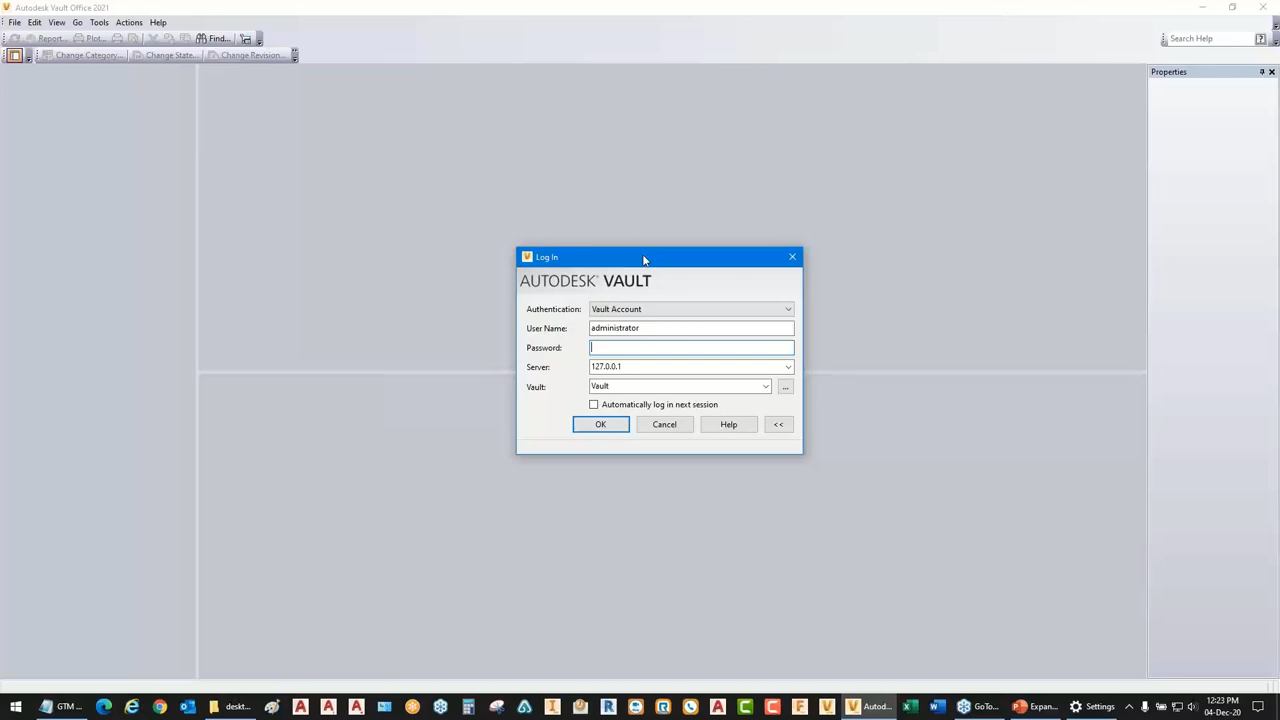 Autodesk Vault Office 2021
File Edit View Go Tools Actions Help
Report... Plot... Find...
Search Help
Change Category... Change State... Change Revision...
Properties
Log In
AUTODESK® VAULT
Authentication: Vault Account
User Name: administrator
Password:
Server: 127.0.0.1
Vault: Vault ...
Automatically log in next session
OK Cancel Help <<
GTM ... deskt... Autod... GoTo... Expan... Settings 12:23 PM
04-Dec-20